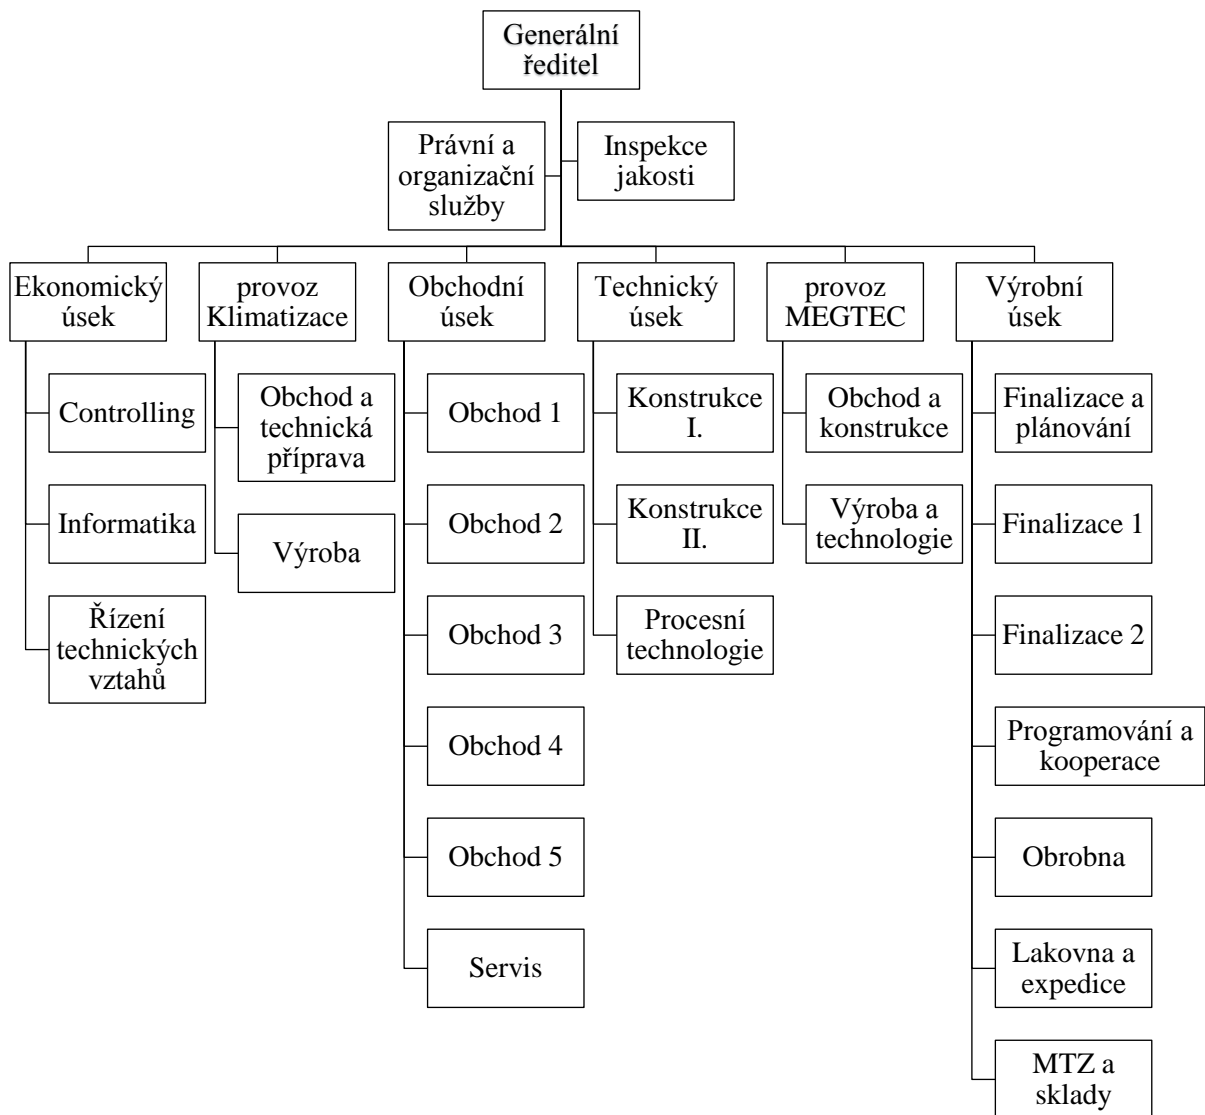 Generální
ředitel
Právní a
organizační
služby
Inspekce
jakosti
Ekonomický
úsek
Controlling
Informatika
Řízení
technických
vztahů
provoz
Klimatizace
Obchod a
technická
příprava
Výroba
Obchodní
úsek
Obchod 1
Obchod 2
Obchod 3
Obchod 4
Obchod 5
Servis
Technický
úsek
Konstrukce
I.
Konstrukce
II.
Procesní
technologie
provoz
MEGTEC
Obchod a
konstrukce
Výroba a
technologie
Výrobní
úsek
Finalizace a
plánování
Finalizace 1
Finalizace 2
Programování a
kooperace
Obrobna
Lakovna a
expedice
MTZ a
sklady